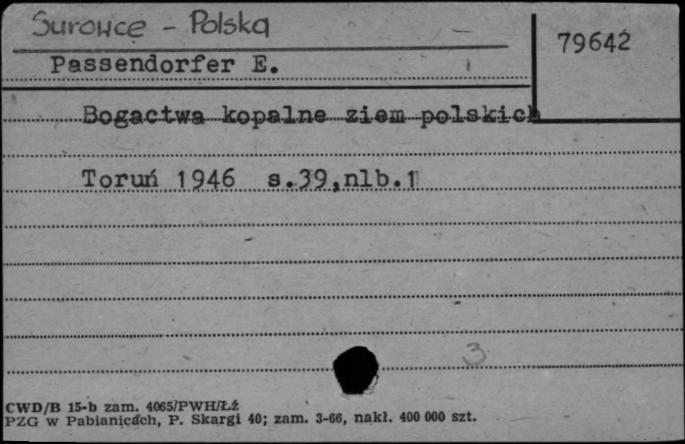 Surowce - Polska
79642
Passendorfer E.
Bogactwa kopalne ziem polskich
Toruń 1946 s.39,nlb.1
3
CWD/B 15-b zam. 4065/PWH/ŁŻ
PZG w Pabianicach, P. Skargi 40; zam. 3-66, nakł. 400 000 szt.